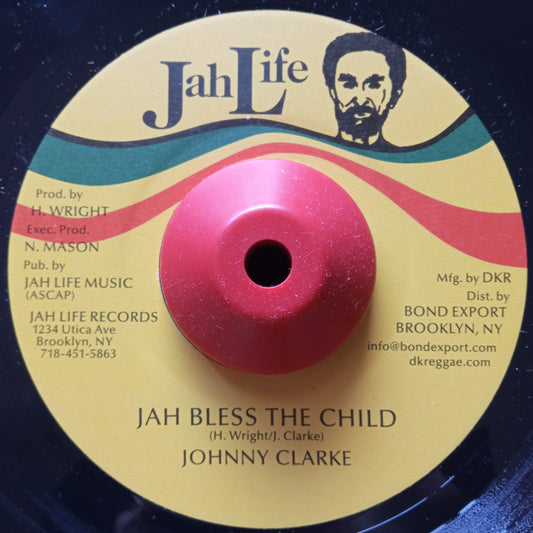 Jah Life
Prod. by
H. WRIGHT
Exec. Prod.
N. MASON
Pub. by
JAH LIFE MUSIC
(ASCAP)
JAH LIFE RECORDS
1234 Utica Ave
Brooklyn, NY
718-451-5863
Mfg. by DKR
Dist. by
BOND EXPORT
BROOKLYN, NY
info@bondexport.com
dkreggae.com
JAH BLESS THE CHILD
(H. Wright/J. Clarke)
JOHNNY CLARKE